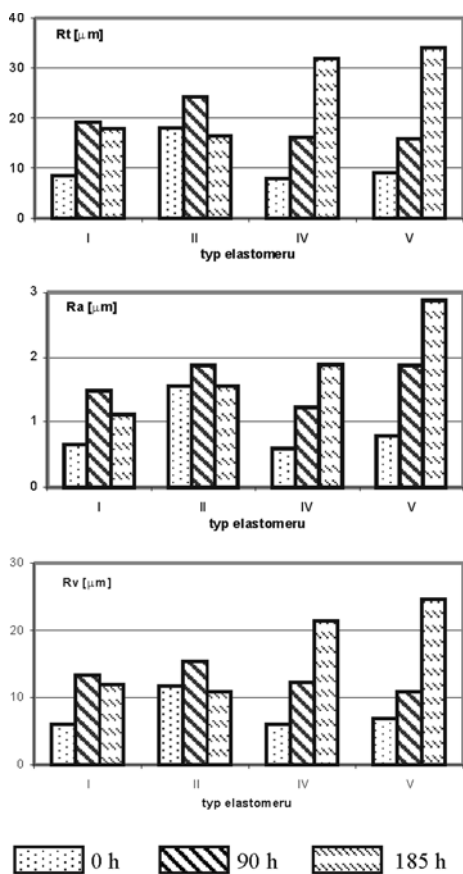 Rt [μm]
40
30
20
10
0
I II IV V
typ elastomeru
Ra [μm]
3
2
1
0
I II IV V
typ elastomeru
Rv [μm]
30
20
10
0
I II IV V
typ elastomeru
0 h 90 h 185 h